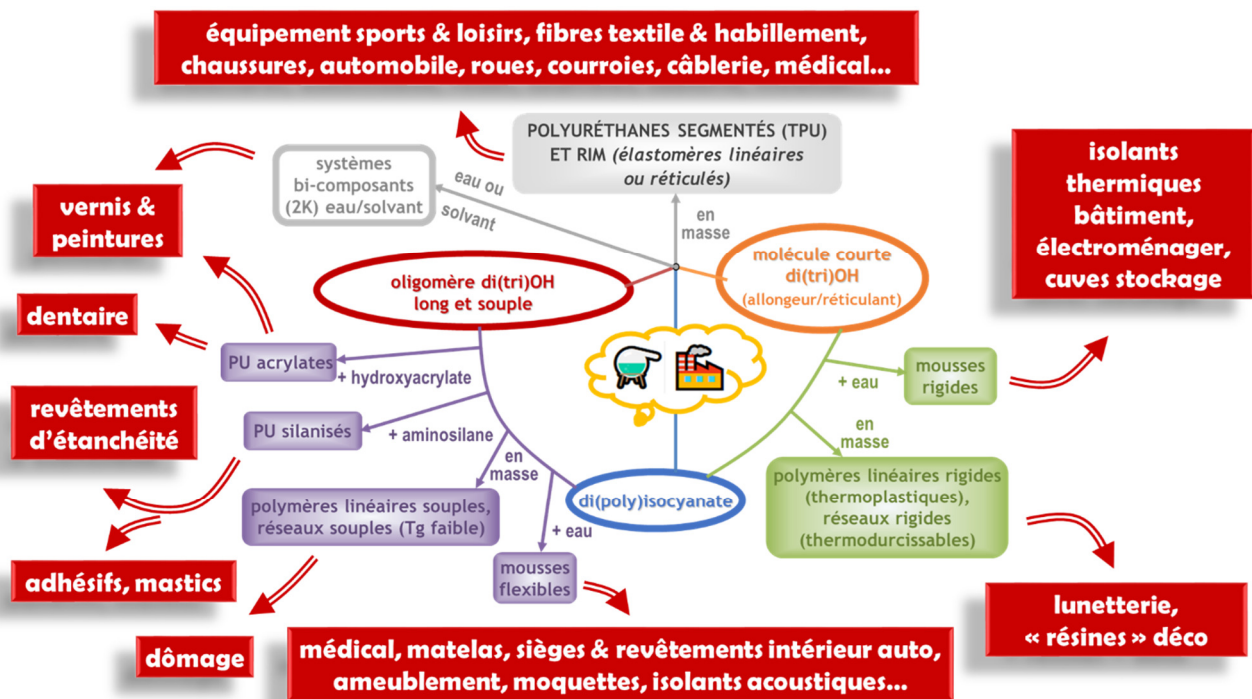 équipement sports & loisirs, fibres textile & habillement,
chaussures, automobile, roues, courroies, câblerie, médical...
POLYURÉTHANES SEGMENTÉS (TPU)
ET RIM (élastomères linéaires
ou réticulés)
systèmes
bi-composants
(2K) eau/solvant
eau ou
solvant
en
masse
isolants
thermiques
bâtiment,
électroménager,
cuves stockage
vernis &
peintures
oligomère di(tri)OH
long et souple
molécule courte
di(tri)OH
(allongeur/réticulant)
dentaire
PU acrylates
+ hydroxyacrylate
+ eau
mousses
rigides
revêtements
d'étanchéité
PU silanisés
+ aminosilane
en
masse
en
masse
polymères linéaires souples,
réseaux souples (Tg faible)
di(poly)isocyanate
polymères linéaires rigides
(thermoplastiques),
réseaux rigides
(thermodurcissables)
+ eau
mousses
flexibles
adhésifs, mastics
dômage
médical, matelas, sièges & revêtements intérieur auto,
ameublement, moquettes, isolants acoustiques...
lunetterie,
« résines » déco